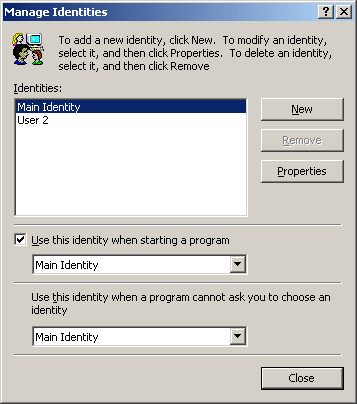 Manage Identities
To add a new identity, click New. To modify an identity,
select it, and then click Properties. To delete an identity,
select it, and then click Remove
Identities:
Main Identity
User 2
New
Remove
Properties
Use this identity when starting a program
Main Identity
Use this identity when a program cannot ask you to choose an
identity
Main Identity
Close